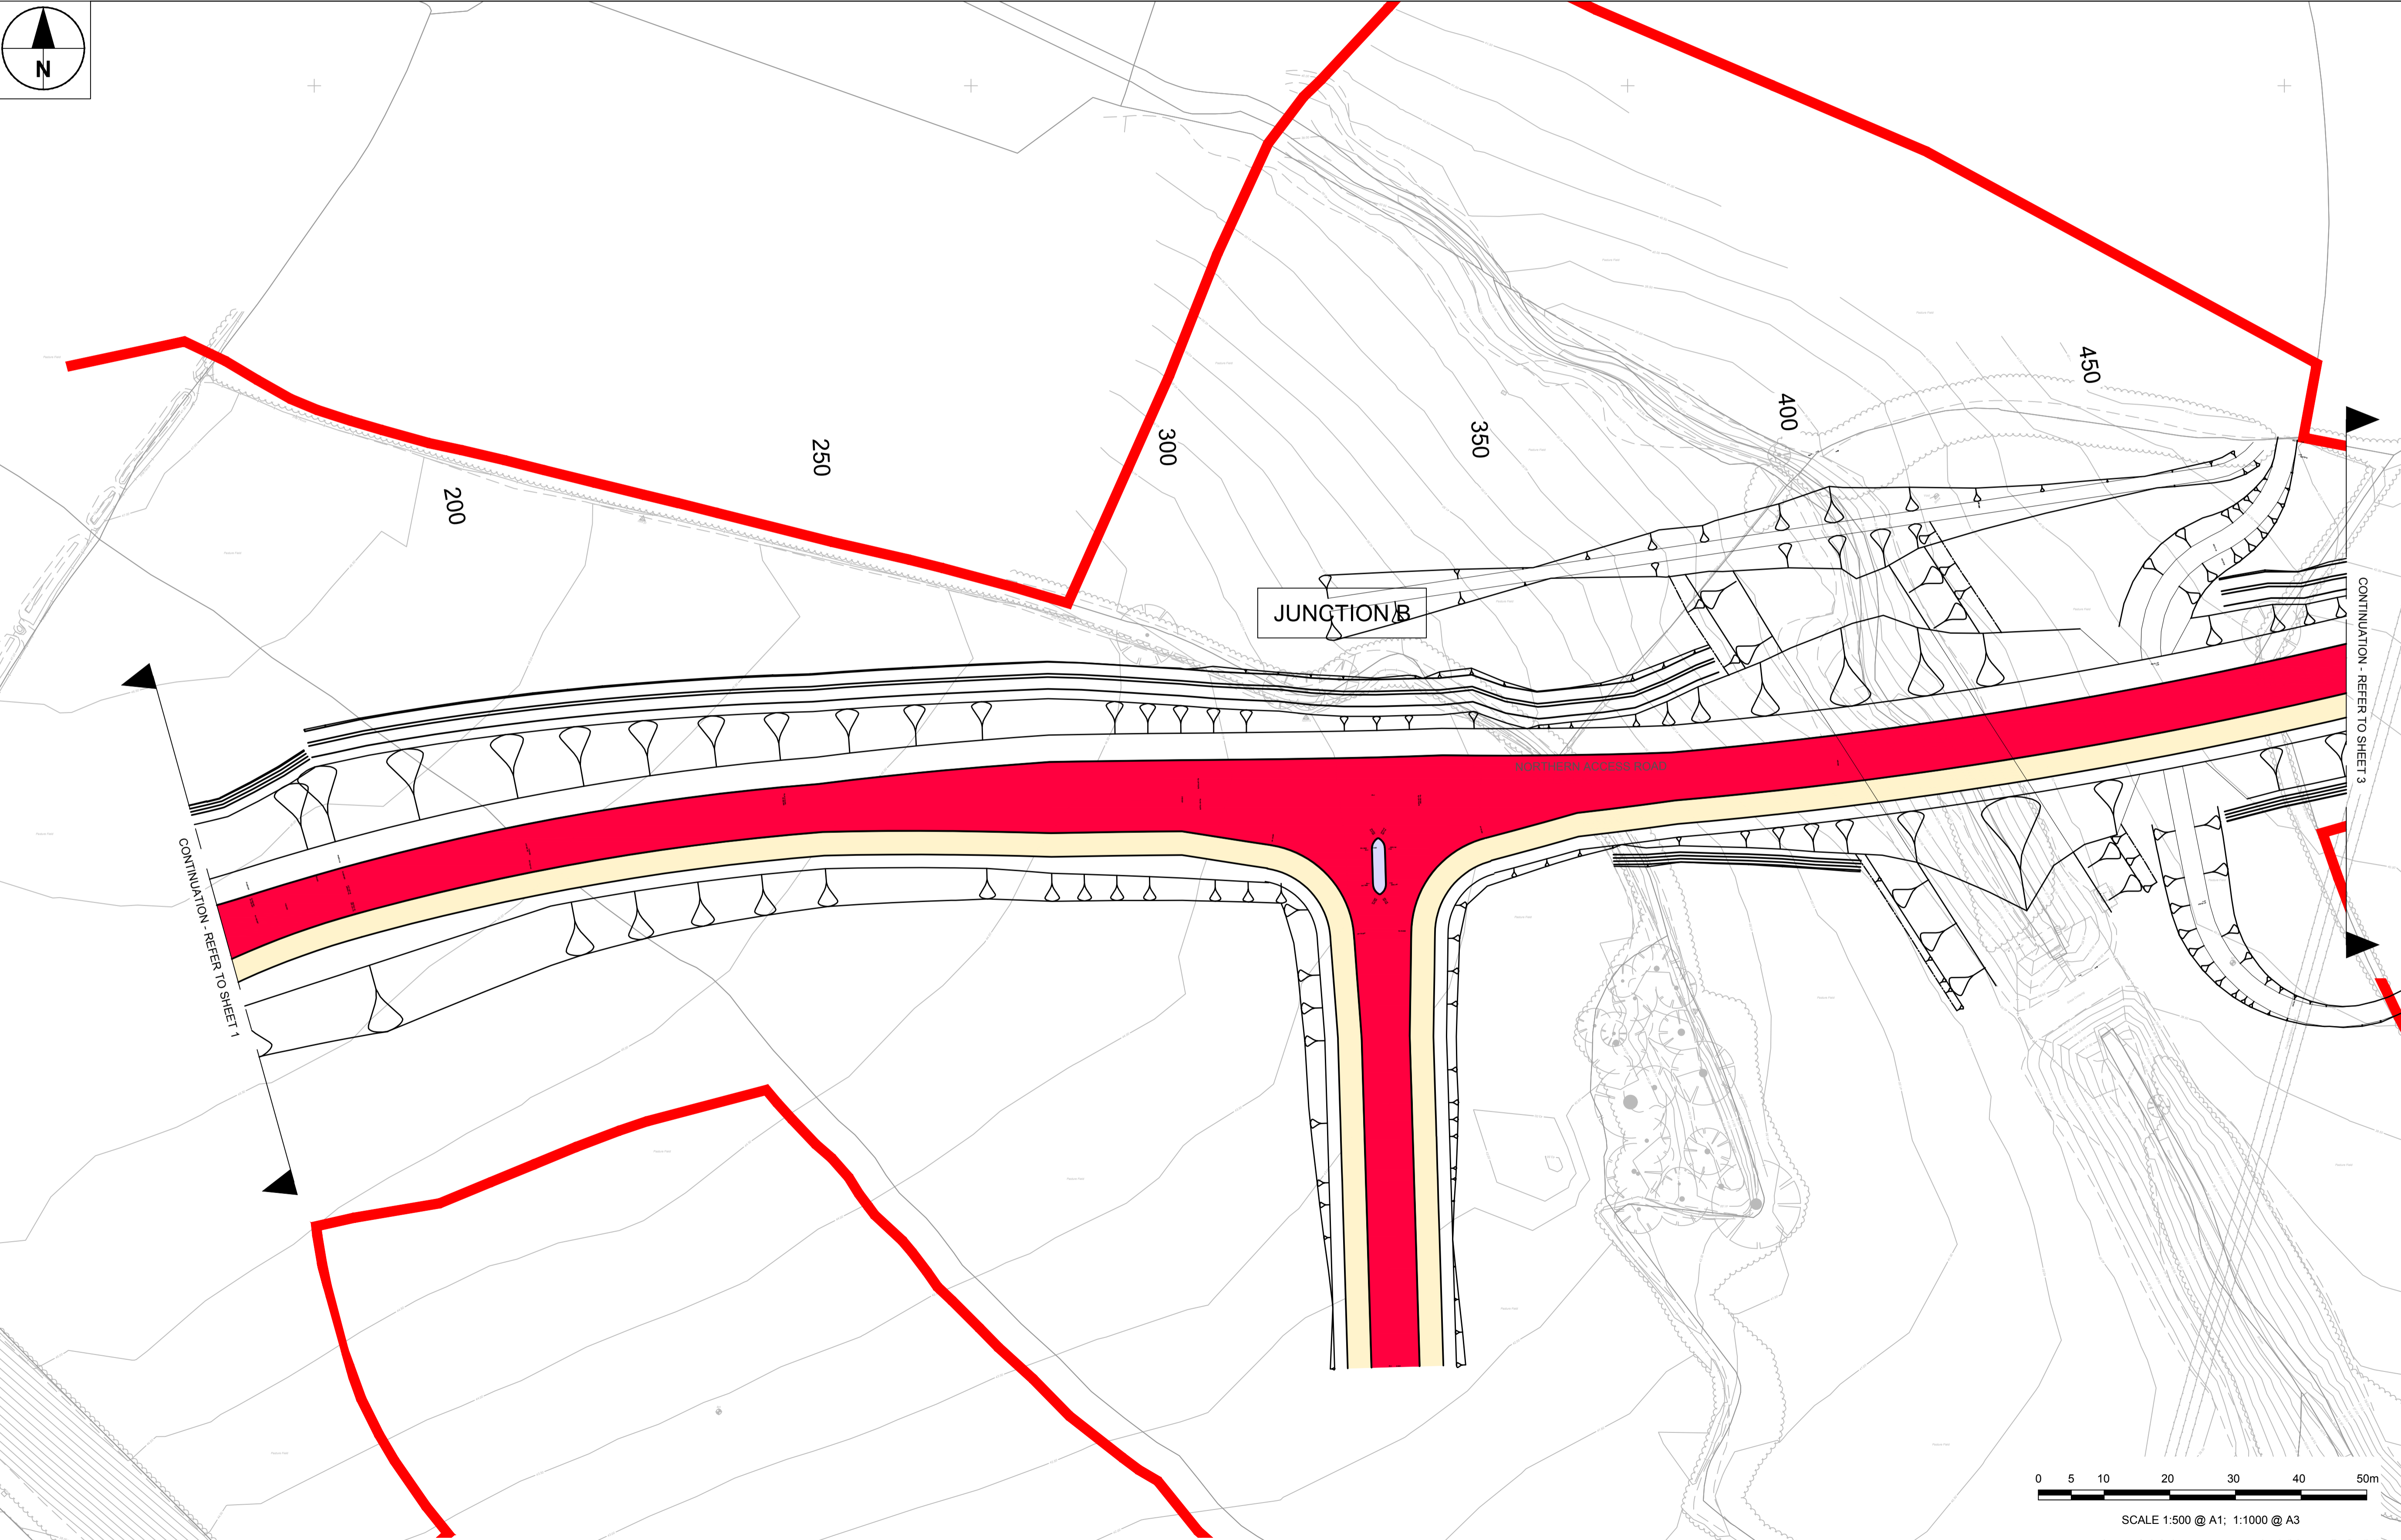 N
450
400
350
300
250
200
JUNCTION B
CONTINUATION - REFER TO SHEET 3
NORTHERN ACCESS ROAD
CONTINUATION - REFER TO SHEET 1
0 5 10 20 30 40 50m
SCALE 1:500 @ A1; 1:1000 @ A3